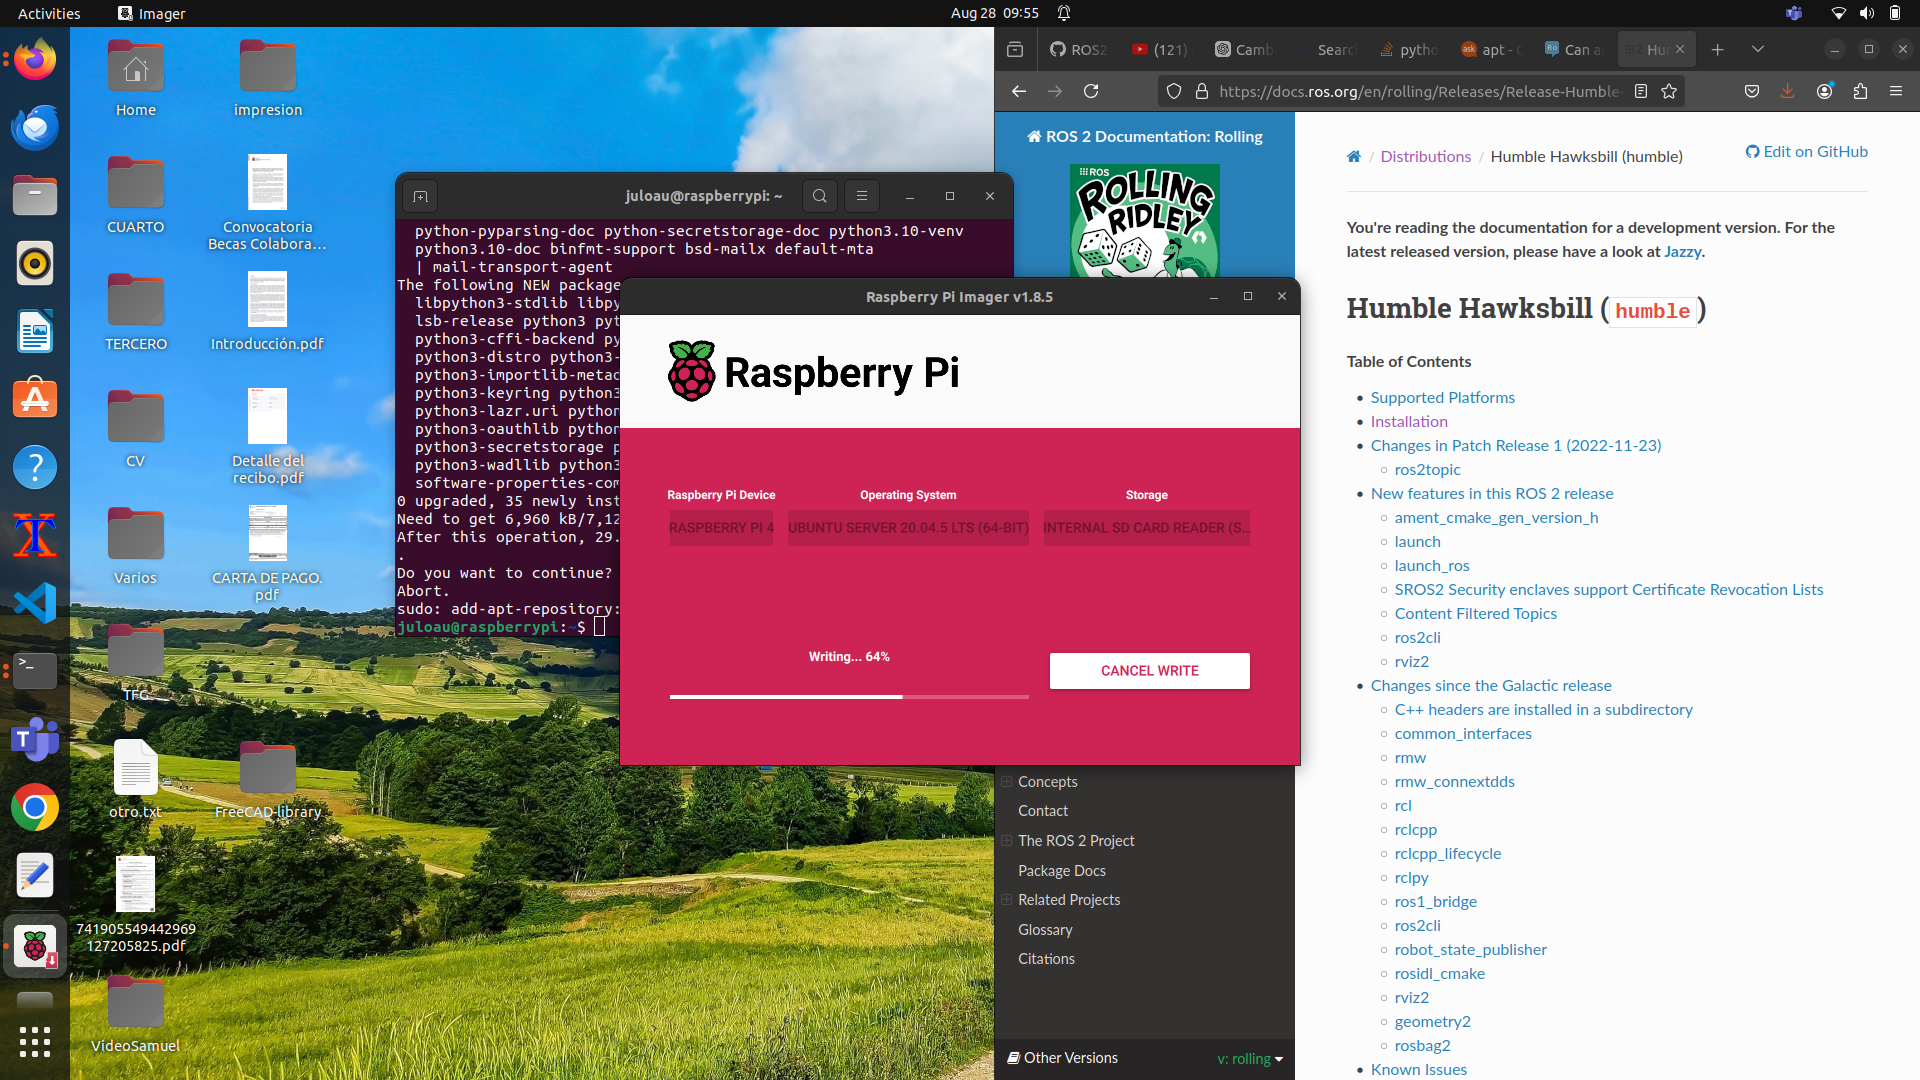 Activities
Imager
Aug 28 09:55
Home
impresion
CUARTO
Convocatoria
Becas Colabora...
TERCERO
Introducción.pdf
CV
Detalle del
recibo.pdf
Varios
CARTA DE PAGO.
pdf
TFG
otro.txt
FreeCAD-library
741905549442969
127205825.pdf
VideoSamuel
juloau@raspberrypi: ~
python-pyparsing-doc python-secretstorage-doc python3.10-venv
python3.10-doc binfmt-support bsd-mailx default-mta
| mail-transport-agent
The following NEW package
libpython3-stdlib libpy
lsb-release python3 pyt
python3-cffi-backend py
python3-distro python3-
python3-importlib-metad
python3-keyring python3
python3-lazr.uri python
python3-oauthlib python
python3-secretstorage p
python3-wadllib python3
software-properties-com
0 upgraded, 35 newly inst
Need to get 6,960 kB/7,12
After this operation, 29.
.
Do you want to continue?
Abort.
sudo: add-apt-repository:
juloau@raspberrypi:~$
Raspberry Pi Imager v1.8.5
Raspberry Pi
Raspberry Pi Device
Operating System
Storage
RASPBERRY PI 4
UBUNTU SERVER 20.04.5 LTS (64-BIT)
INTERNAL SD CARD READER (S...
Writing... 64%
CANCEL WRITE
ROS2
(121)
Camb
Searc
pytho
apt - 
Can a
Hu
https://docs.ros.org/en/rolling/Releases/Release-Humble-
ROS 2 Documentation: Rolling
ROS
ROLLING
RIDLEY
Concepts
Contact
The ROS 2 Project
Package Docs
Related Projects
Glossary
Citations
Other Versions
v: rolling
/ Distributions / Humble Hawksbill (humble)
Edit on GitHub
You're reading the documentation for a development version. For the
latest released version, please have a look at Jazzy.
Humble Hawksbill (humble)
Table of Contents
Supported Platforms
Installation
Changes in Patch Release 1 (2022-11-23)
ros2topic
New features in this ROS 2 release
ament_cmake_gen_version_h
launch
launch_ros
SROS2 Security enclaves support Certificate Revocation Lists
Content Filtered Topics
ros2cli
rviz2
Changes since the Galactic release
C++ headers are installed in a subdirectory
common_interfaces
rmw
rmw_connextdds
rcl
rclcpp
rclcpp_lifecycle
rclpy
ros1_bridge
ros2cli
robot_state_publisher
rosidl_cmake
rviz2
geometry2
rosbag2
Known Issues